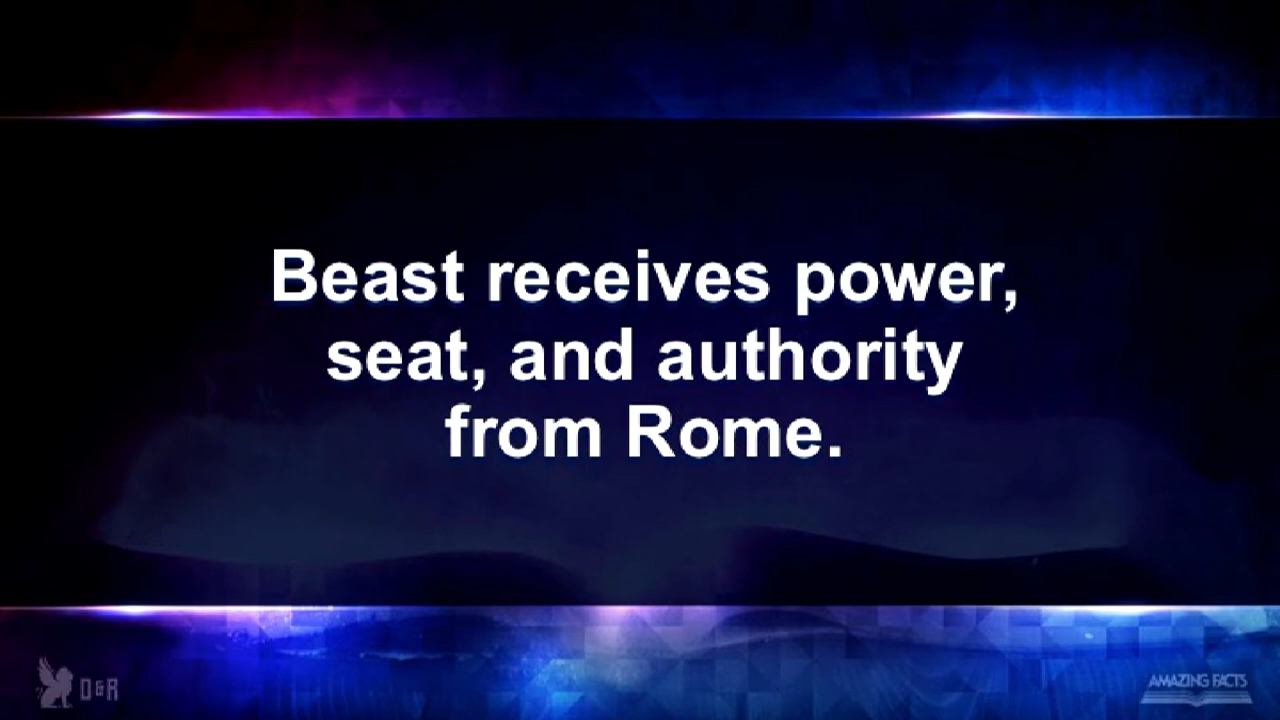 Beast receives power,
seat, and authority
from Rome.
D&R
AMAZING FACTS